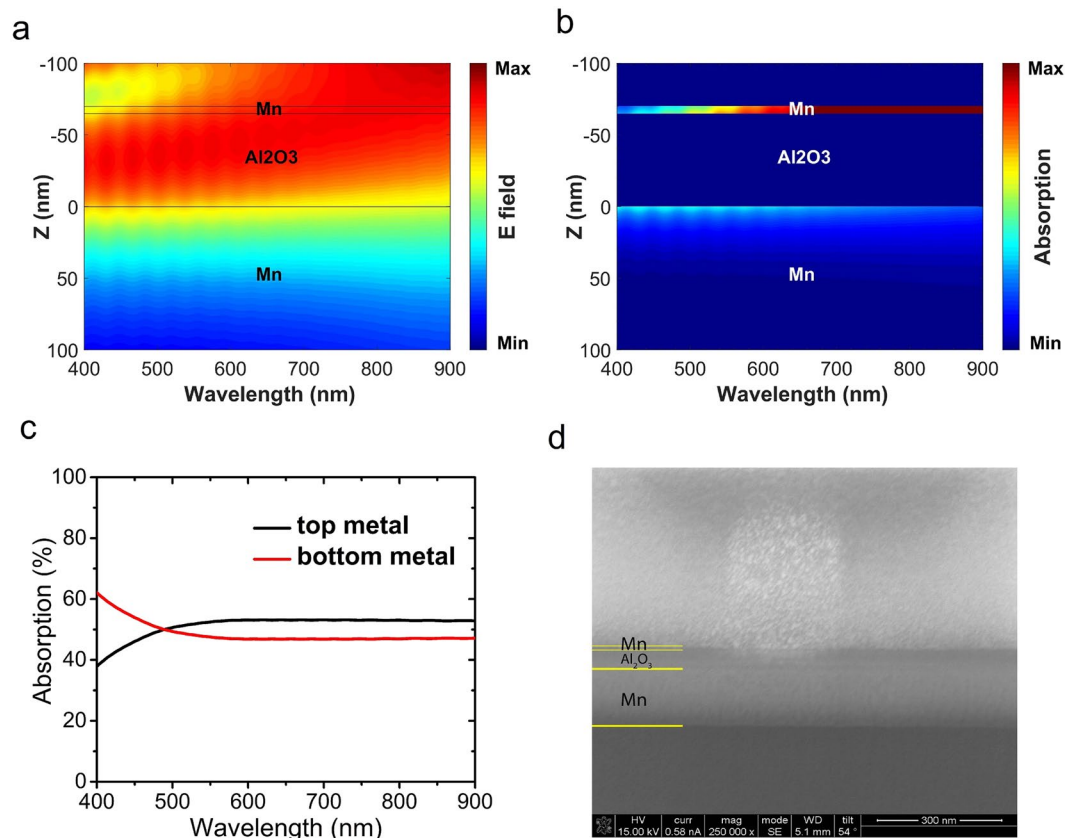 a
-100
-50
0
50
100
Z (nm)
Mn
Al2O3
Mn
400 500 600 700 800 900
Wavelength (nm)
Max
Min
E field
b
-100
-50
0
50
100
Z (nm)
Mn
Al2O3
Mn
400 500 600 700 800 900
Wavelength (nm)
Max
Min
Absorption
c
100
80
60
40
20
0
Absorption (%)
top metal
bottom metal
400 500 600 700 800 900
Wavelength (nm)
d
Mn
Al₂O₃
Mn
HV curr mag mode WD tilt
15.00 kV 0.58 nA 250 000 x SE 5.1 mm 54 °
300 nm